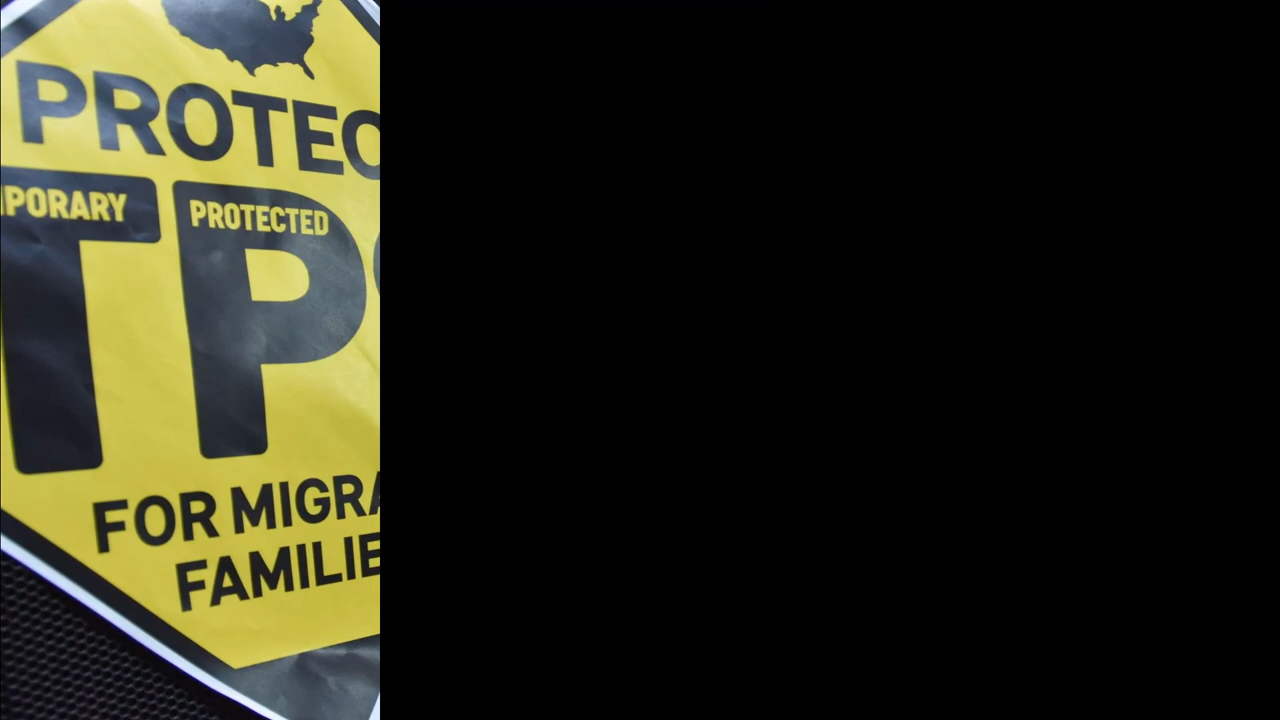 PROTEC
PORARY PROTECTED
TP
FOR MIGRA
FAMILIE